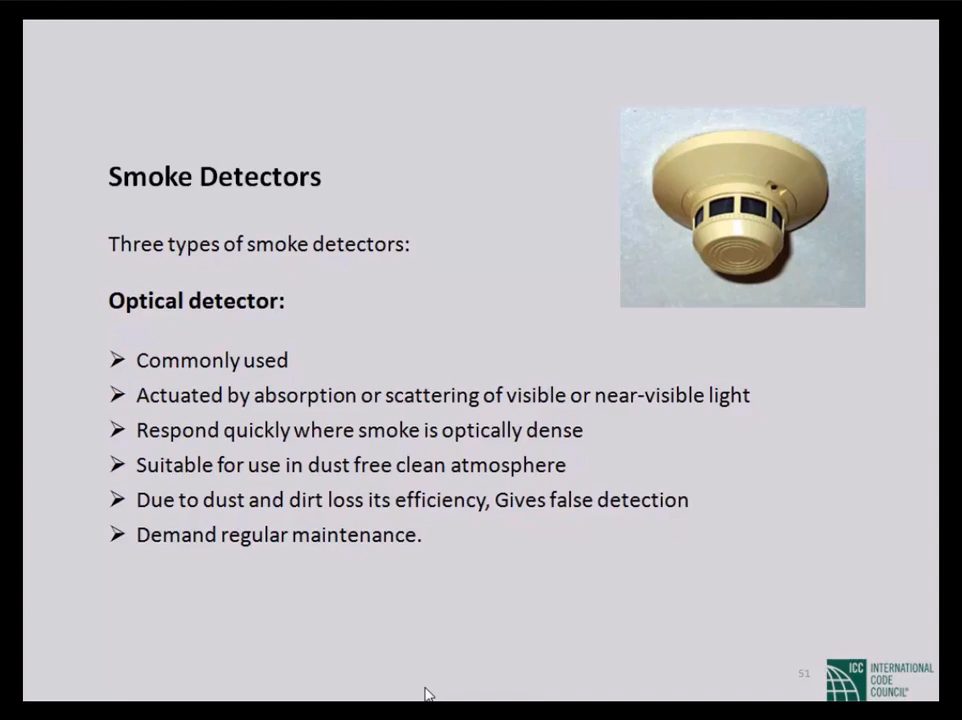 Smoke Detectors
Three types of smoke detectors:
Optical detector:
➢ Commonly used
➢ Actuated by absorption or scattering of visible or near-visible light
➢ Respond quickly where smoke is optically dense
➢ Suitable for use in dust free clean atmosphere
➢ Due to dust and dirt loss its efficiency, Gives false detection
➢ Demand regular maintenance.
51
ICC INTERNATIONAL
CODE
COUNCIL®